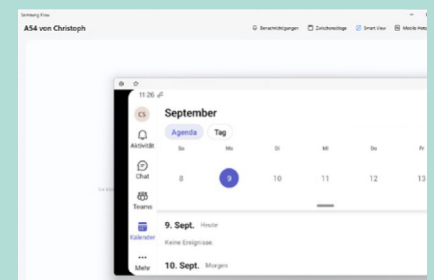 Samsung Flow
A54 von Christoph
Benachrichtigungen
Zwischenablage
Smart View
11:26
CS
September
Agenda Tag
Aktivität
So Mo Di Mi Do Fr
8 9 10 11 12 13
Chat
Teams
9. Sept. Heute
Kalender
Keine Ereignisse.
10. Sept. Morgen
Mehr